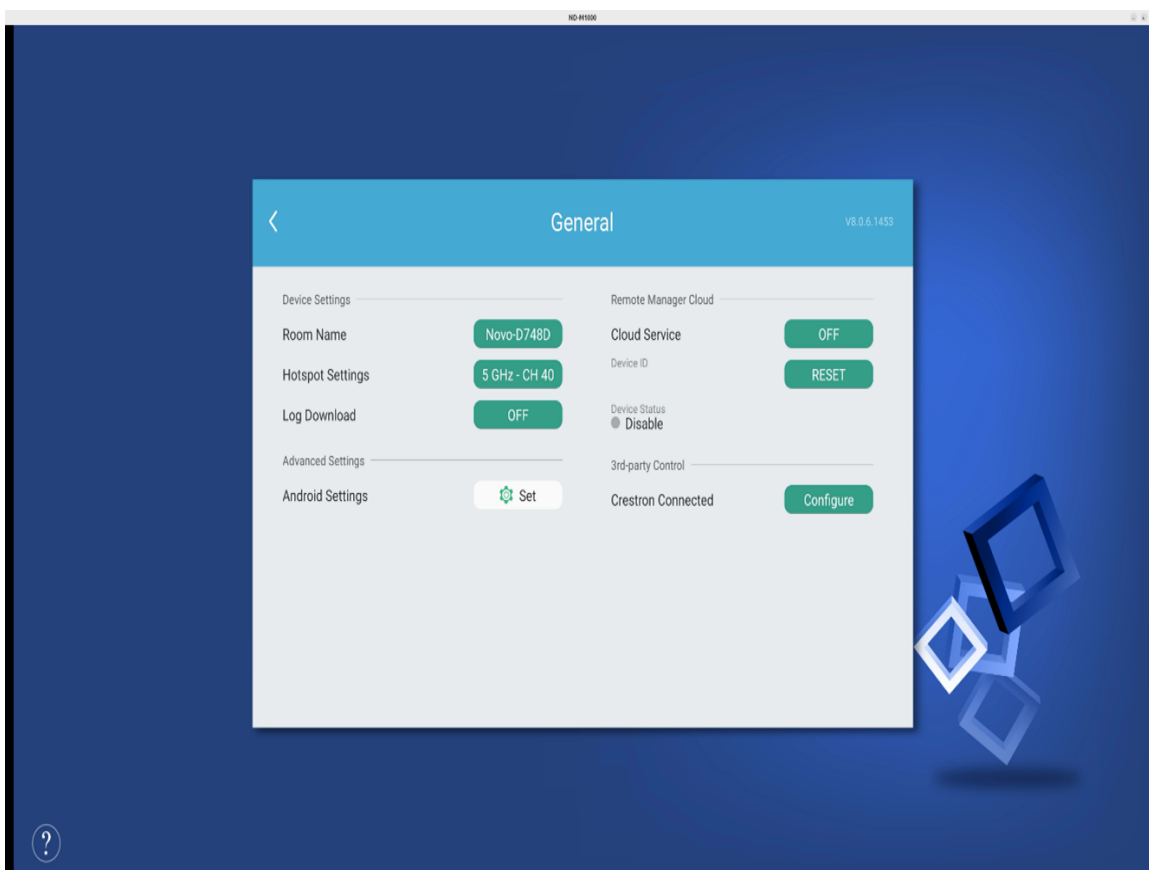 ND-M1000
General
V8.0.6.1453
Device Settings
Room Name
Novo-D748D
Hotspot Settings
5 GHz - CH 40
Log Download
OFF
Advanced Settings
Android Settings
Set
Remote Manager Cloud
Cloud Service
OFF
Device ID
RESET
Device Status
Disable
3rd-party Control
Crestron Connected
Configure
?